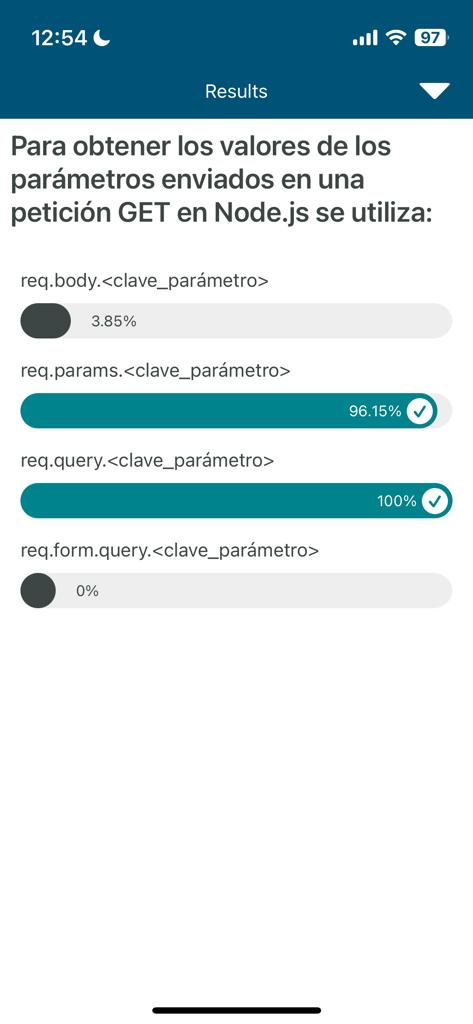 12:54
97
Results
Para obtener los valores de los
parámetros enviados en una
petición GET en Node.js se utiliza:
req.body.<clave_parámetro>
3.85%
req.params.<clave_parámetro>
96.15%
req.query.<clave_parámetro>
100%
req.form.query.<clave_parámetro>
0%